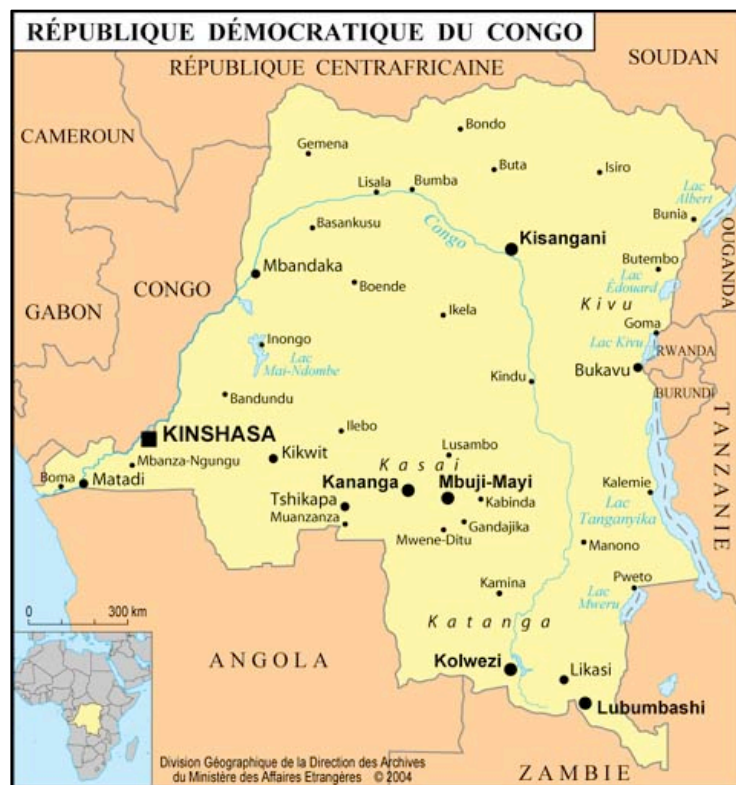 RÉPUBLIQUE DÉMOCRATIQUE DU CONGO
SOUDAN
RÉPUBLIQUE CENTRAFRICAINE
CAMEROUN
Bondo
Gemena
Buta
Isiro
Lisala
Bumba
Lac
Albert
Bunia
Basankusu
Congo
Kisangani
OUGANDA
Mbandaka
Butembo
CONGO
Boende
Lac
Édouard
GABON
Kivu
Ikela
Goma
Inongo
Lac Kivu
RWANDA
Lac
Mai-Ndombe
Bukavu
Kindu
BURUNDI
Bandundu
TANZANIE
KINSHASA
Ilebo
Lusambo
Mbanza-Ngungu
Kikwit
Kasai
Boma
Matadi
Kananga
Mbuji-Mayi
Kalemie
Tshikapa
Kabinda
Lac
Tanganyika
Muanzanza
Gandajika
Mwene-Ditu
Manono
Pweto
Kamina
Lac
Mweru
0 300 km
Katanga
ANGOLA
Kolwezi
Likasi
Lubumbashi
Division Géographique de la Direction des Archives
du Ministère des Affaires Etrangères © 2004
ZAMBIE